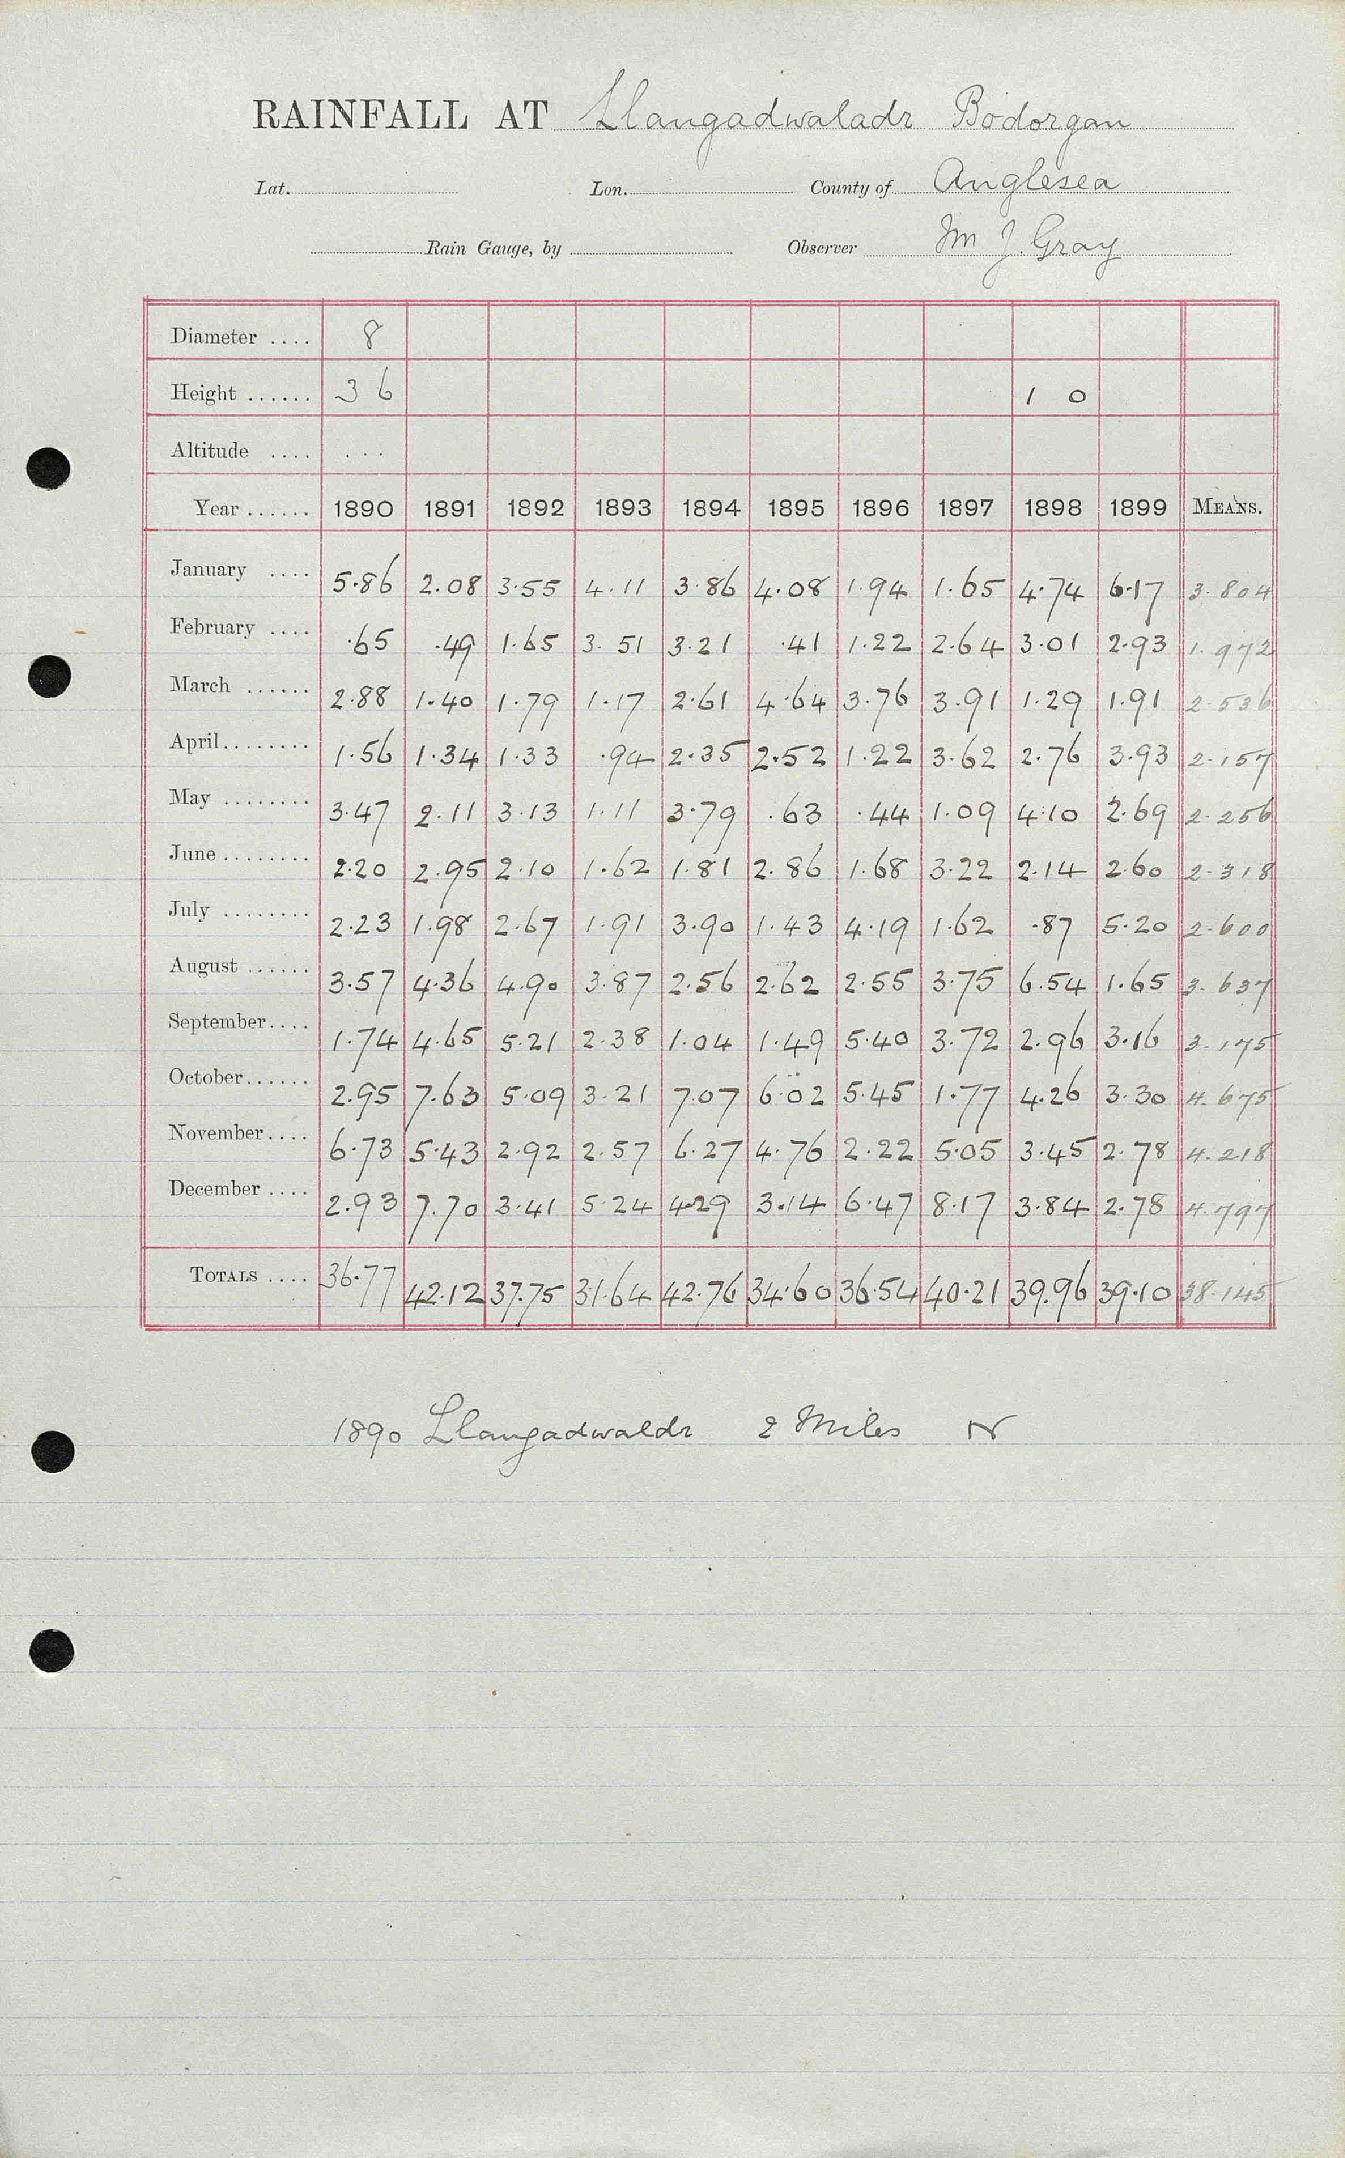 RAINFALL AT Llangadwaladr Bodorgan
Lat. Lon. County of Anglesea
Rain Gauge, by Observer Mr J. Gray
Diameter .... 8
Height ...... 3 6 1 0
Altitude .... ...
Year ...... 1890 1891 1892 1893 1894 1895 1896 1897 1898 1899 MEANS.
January .... 5.86 2.08 3.55 4.11 3.86 4.08 1.94 1.65 4.74 6.17 3.804
February .... .65 .49 1.65 3.51 3.21 .41 1.22 2.64 3.01 2.93 1.972
March ...... 2.88 1.40 1.79 1.17 2.61 4.64 3.76 3.91 1.29 1.91 2.536
April........ 1.56 1.34 1.33 .94 2.35 2.52 1.22 3.62 2.76 3.93 2.157
May ........ 3.47 2.11 3.13 1.11 3.79 .63 .44 1.09 4.10 2.69 2.256
June ........ 2.20 2.95 2.10 1.62 1.81 2.86 1.68 3.22 2.14 2.60 2.318
July ........ 2.23 1.98 2.67 1.91 3.90 1.43 4.19 1.62 .87 5.20 2.600
August ...... 3.57 4.36 4.90 3.87 2.56 2.62 2.55 3.75 6.54 1.65 3.637
September.... 1.74 4.65 5.21 2.38 1.04 1.49 5.40 3.72 2.96 3.16 3.175
October...... 2.95 7.63 5.09 3.21 7.07 6.02 5.45 1.77 4.26 3.30 4.675
November.... 6.73 5.43 2.92 2.57 6.27 4.76 2.22 5.05 3.45 2.78 4.218
December .... 2.93 7.70 3.41 5.24 4.29 3.14 6.47 8.17 3.84 2.78 4.797
TOTALS .... 36.77 42.12 37.75 31.64 42.76 34.60 36.54 40.21 39.96 39.10 38.145
1890 Llangadwaldr 2 Miles N